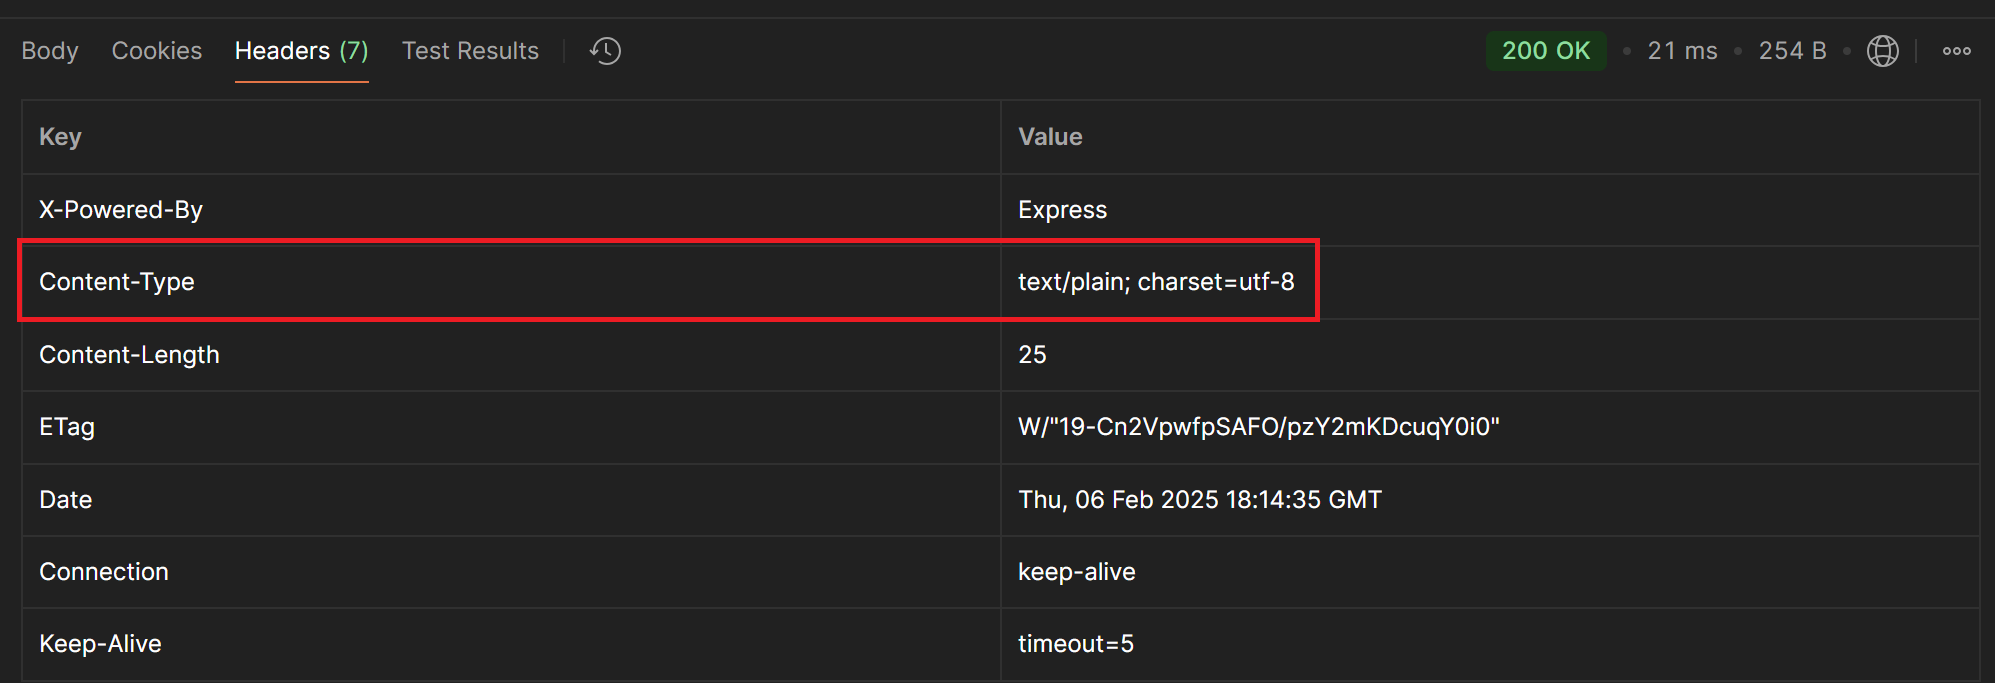 Body Cookies Headers (7) Test Results 200 OK • 21 ms • 254 B •
Key Value
X-Powered-By Express
Content-Type text/plain; charset=utf-8
Content-Length 25
ETag W/"19-Cn2VpwfpSAFO/pzY2mKDcuqY0i0"
Date Thu, 06 Feb 2025 18:14:35 GMT
Connection keep-alive
Keep-Alive timeout=5